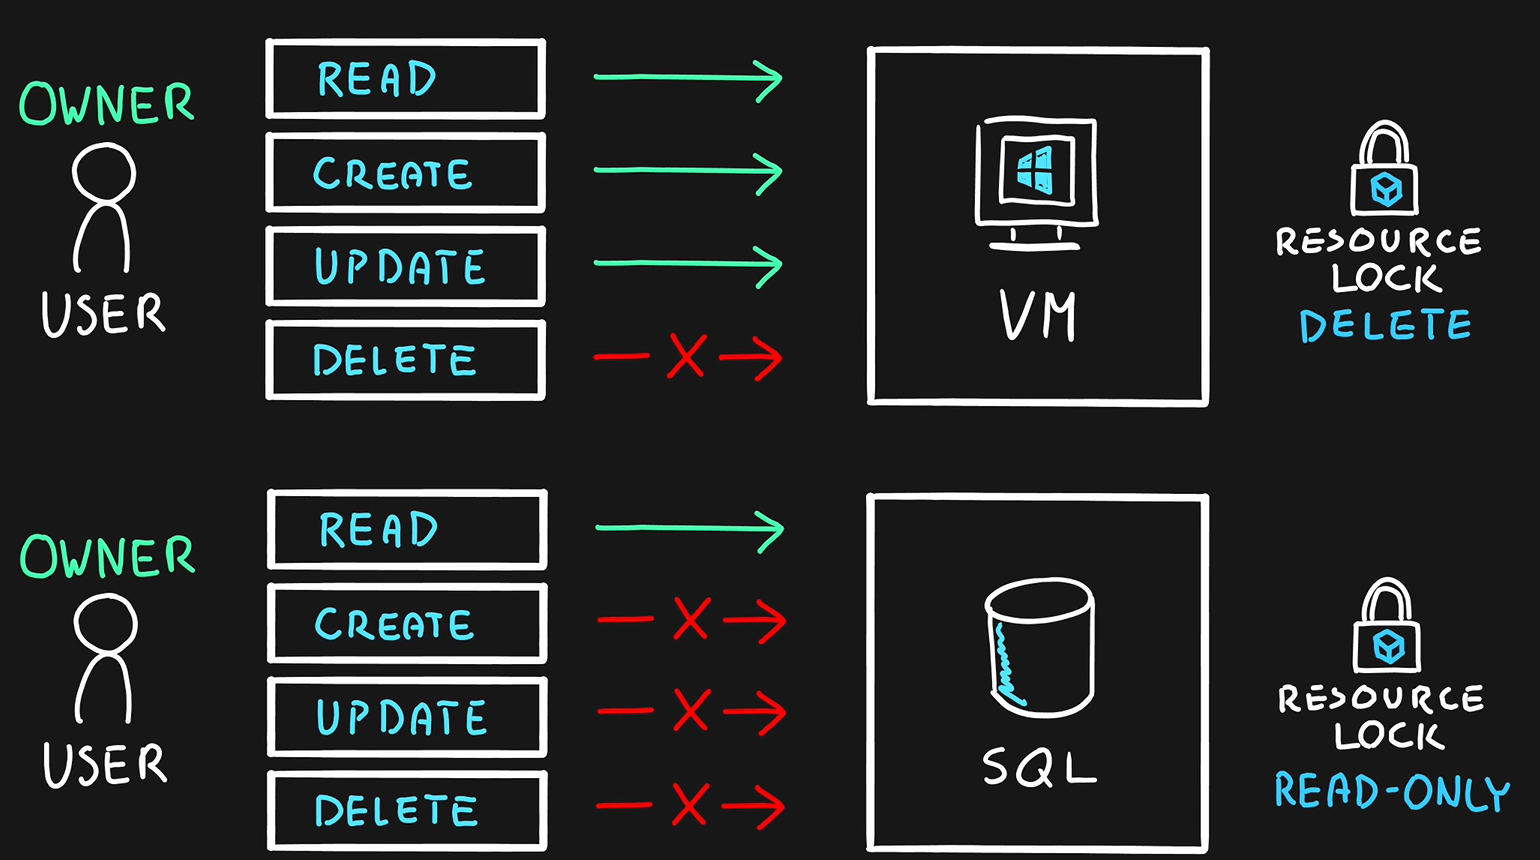 OWNER
USER
READ
CREATE
UPDATE
DELETE
VM
RESOURCE
LOCK
DELETE
OWNER
USER
READ
CREATE
UPDATE
DELETE
SQL
RESOURCE
LOCK
READ-ONLY